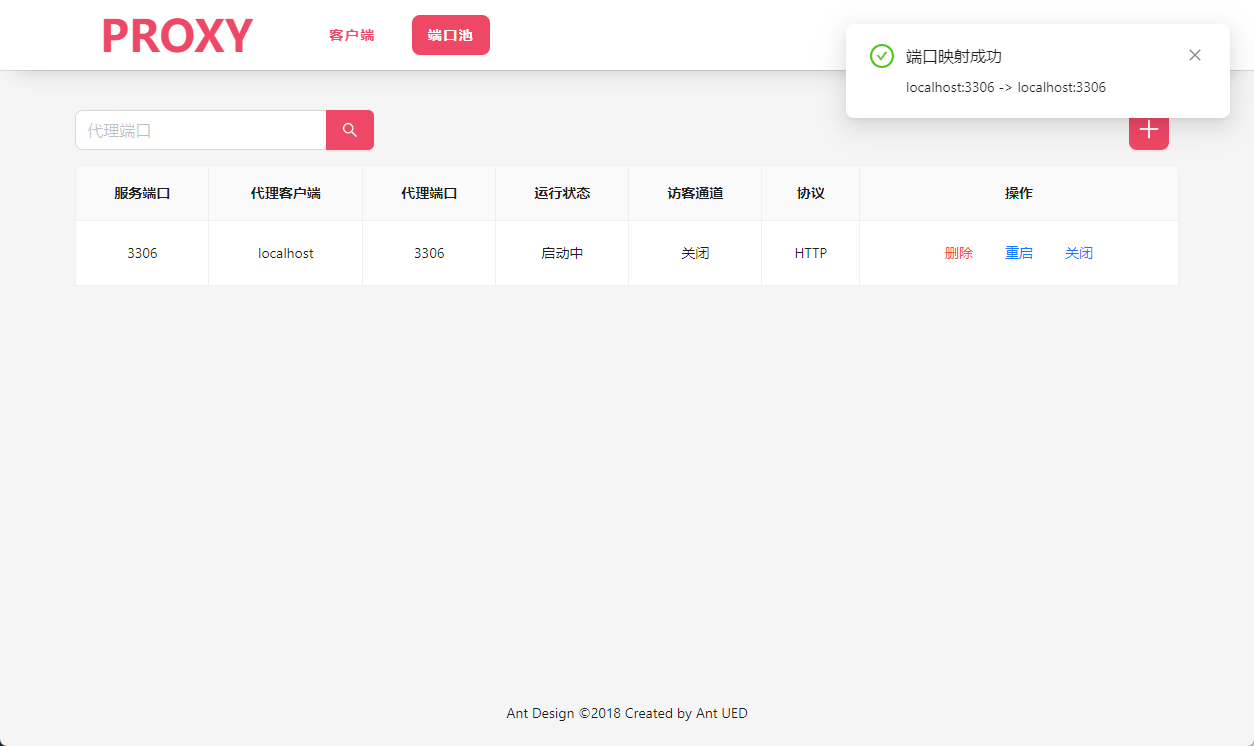 PROXY 客户端 端口池
端口映射成功
localhost:3306 -> localhost:3306
代理端口
服务端口 代理客户端 代理端口 运行状态 访客通道 协议 操作
3306 localhost 3306 启动中 关闭 HTTP 删除 重启 关闭
Ant Design ©2018 Created by Ant UED